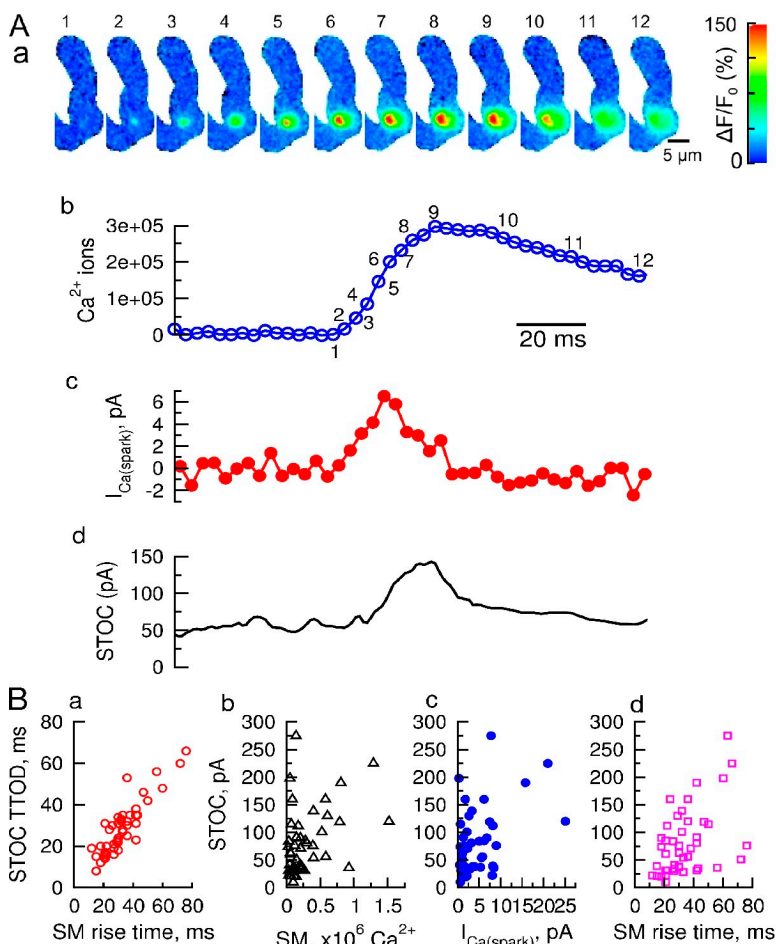 A
1 2 3 4 5 6 7 8 9 10 11 12
a
150
ΔF/F₀ (%)
0
5 µm
b
Ca²⁺ ions
3e+05
2e+05
1e+05
0
1 2 3 4 5 6 7 8 9 10 11 12
20 ms
c
I_Ca(spark), pA
6
4
2
0
-2
d
STOC (pA)
150
100
50
0
B
a
STOC TTOD, ms
80
60
40
20
0
0 20 40 60 80
SM rise time, ms
b
STOC, pA
300
250
200
150
100
50
0
0 0.5 1.0 1.5
SM, x10⁶ Ca²⁺
c
300
250
200
150
100
50
0
0 5 10 15 20 25
I_Ca(spark), pA
d
300
250
200
150
100
50
0
0 20 40 60 80
SM rise time, ms